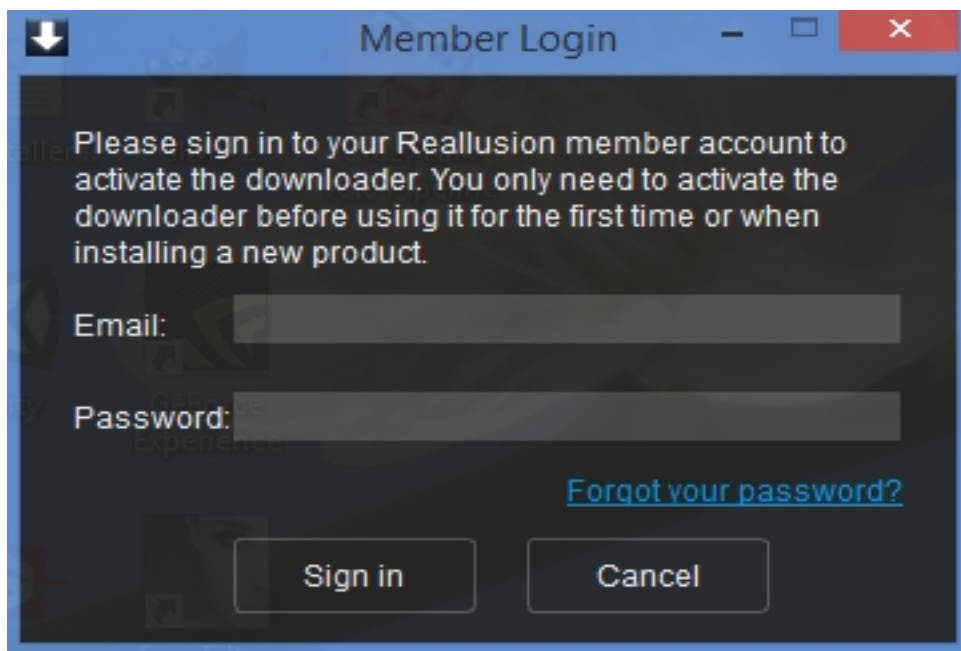 Member Login
Please sign in to your Reallusion member account to
activate the downloader. You only need to activate the
downloader before using it for the first time or when
installing a new product.
Email:
Password:
GeForce
Experience
Forgot your password?
Sign in
Cancel